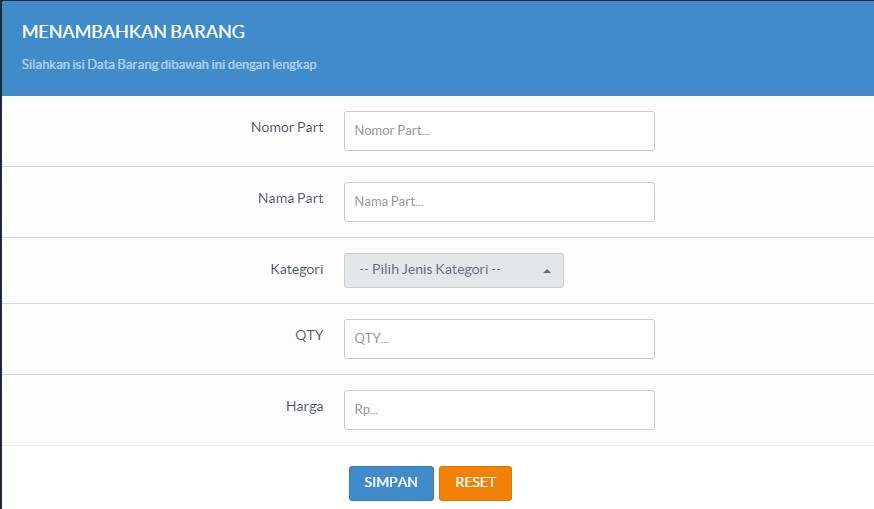 MENAMBAHKAN BARANG
Silahkan isi Data Barang dibawah ini dengan lengkap
Nomor Part
Nomor Part...
Nama Part
Nama Part...
Kategori
-- Pilih Jenis Kategori --
QTY
QTY...
Harga
Rp...
SIMPAN
RESET